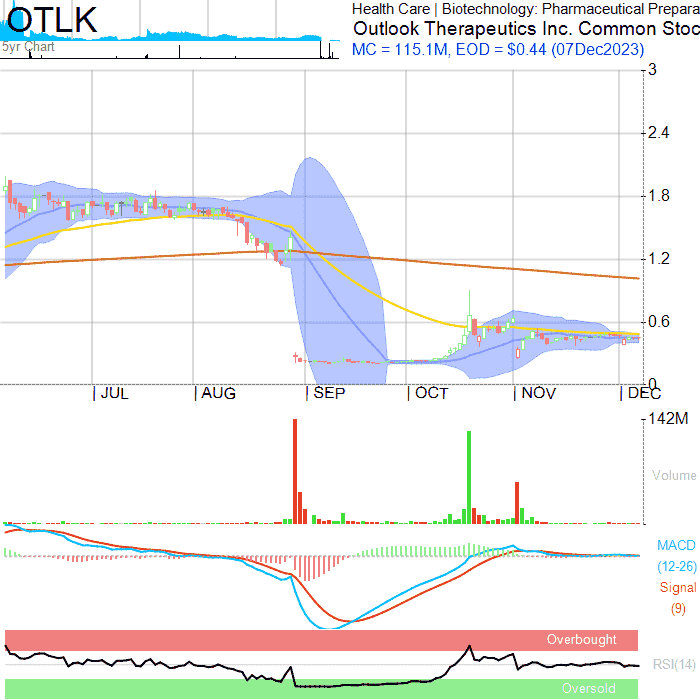 OTLK
5yr Chart
Health Care | Biotechnology: Pharmaceutical Prepara
Outlook Therapeutics Inc. Common Stoc
MC = 115.1M, EOD = $0.44 (07Dec2023)
3
2.4
1.8
1.2
0.6
0
JUL AUG SEP OCT NOV DEC
142M
Volume
MACD
(12-26)
Signal
(9)
Overbought
RSI(14)
Oversold